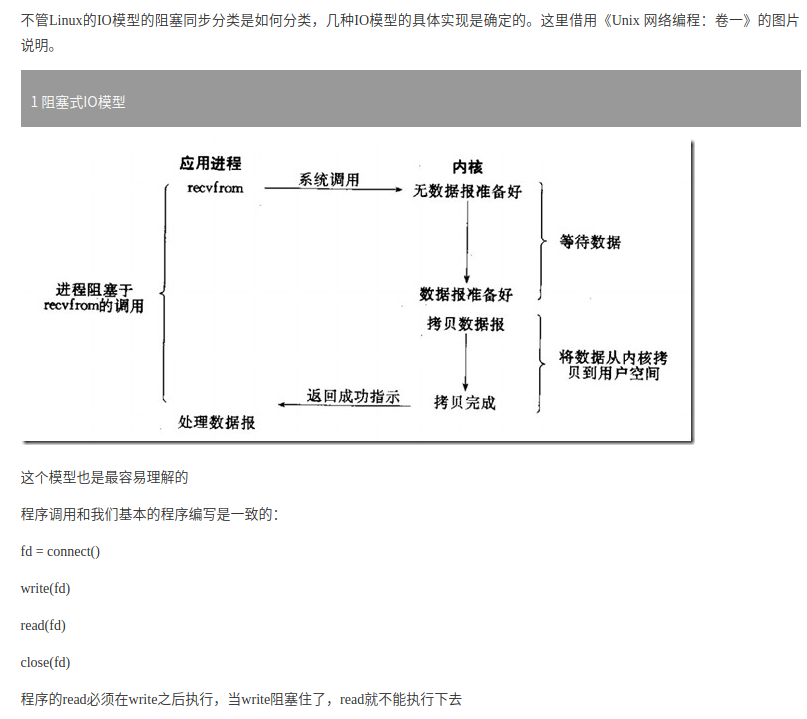 不管Linux的IO模型的阻塞同步分类是如何分类，几种IO模型的具体实现是确定的。这里借用《Unix 网络编程：卷一》的图片
说明。
1 阻塞式IO模型
应用进程
内核
recvfrom
系统调用
无数据报准备好
等待数据
进程阻塞于
recvfrom的调用
数据报准备好
拷贝数据报
将数据从内核拷
贝到用户空间
返回成功指示
拷贝完成
处理数据报
这个模型也是最容易理解的
程序调用和我们基本的程序编写是一致的：
fd = connect()
write(fd)
read(fd)
close(fd)
程序的read必须在write之后执行，当write阻塞住了，read就不能执行下去